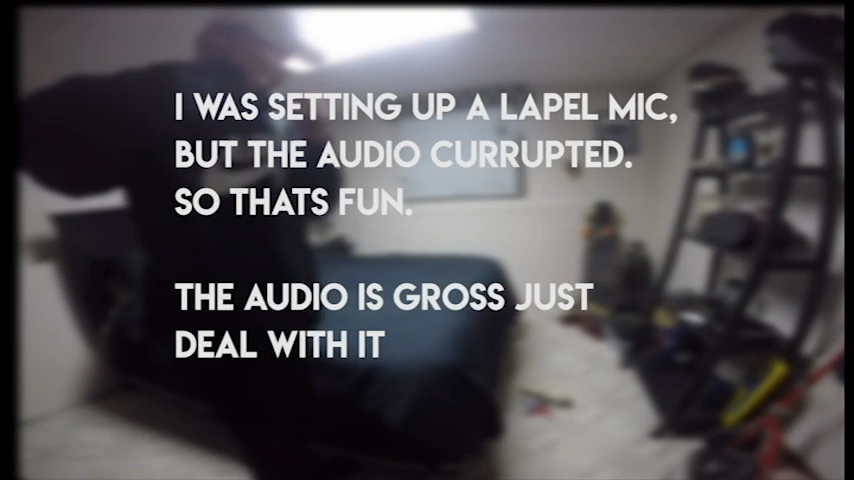 I WAS SETTING UP A LAPEL MIC,
BUT THE AUDIO CURRUPTED.
SO THATS FUN.
THE AUDIO IS GROSS JUST
DEAL WITH IT